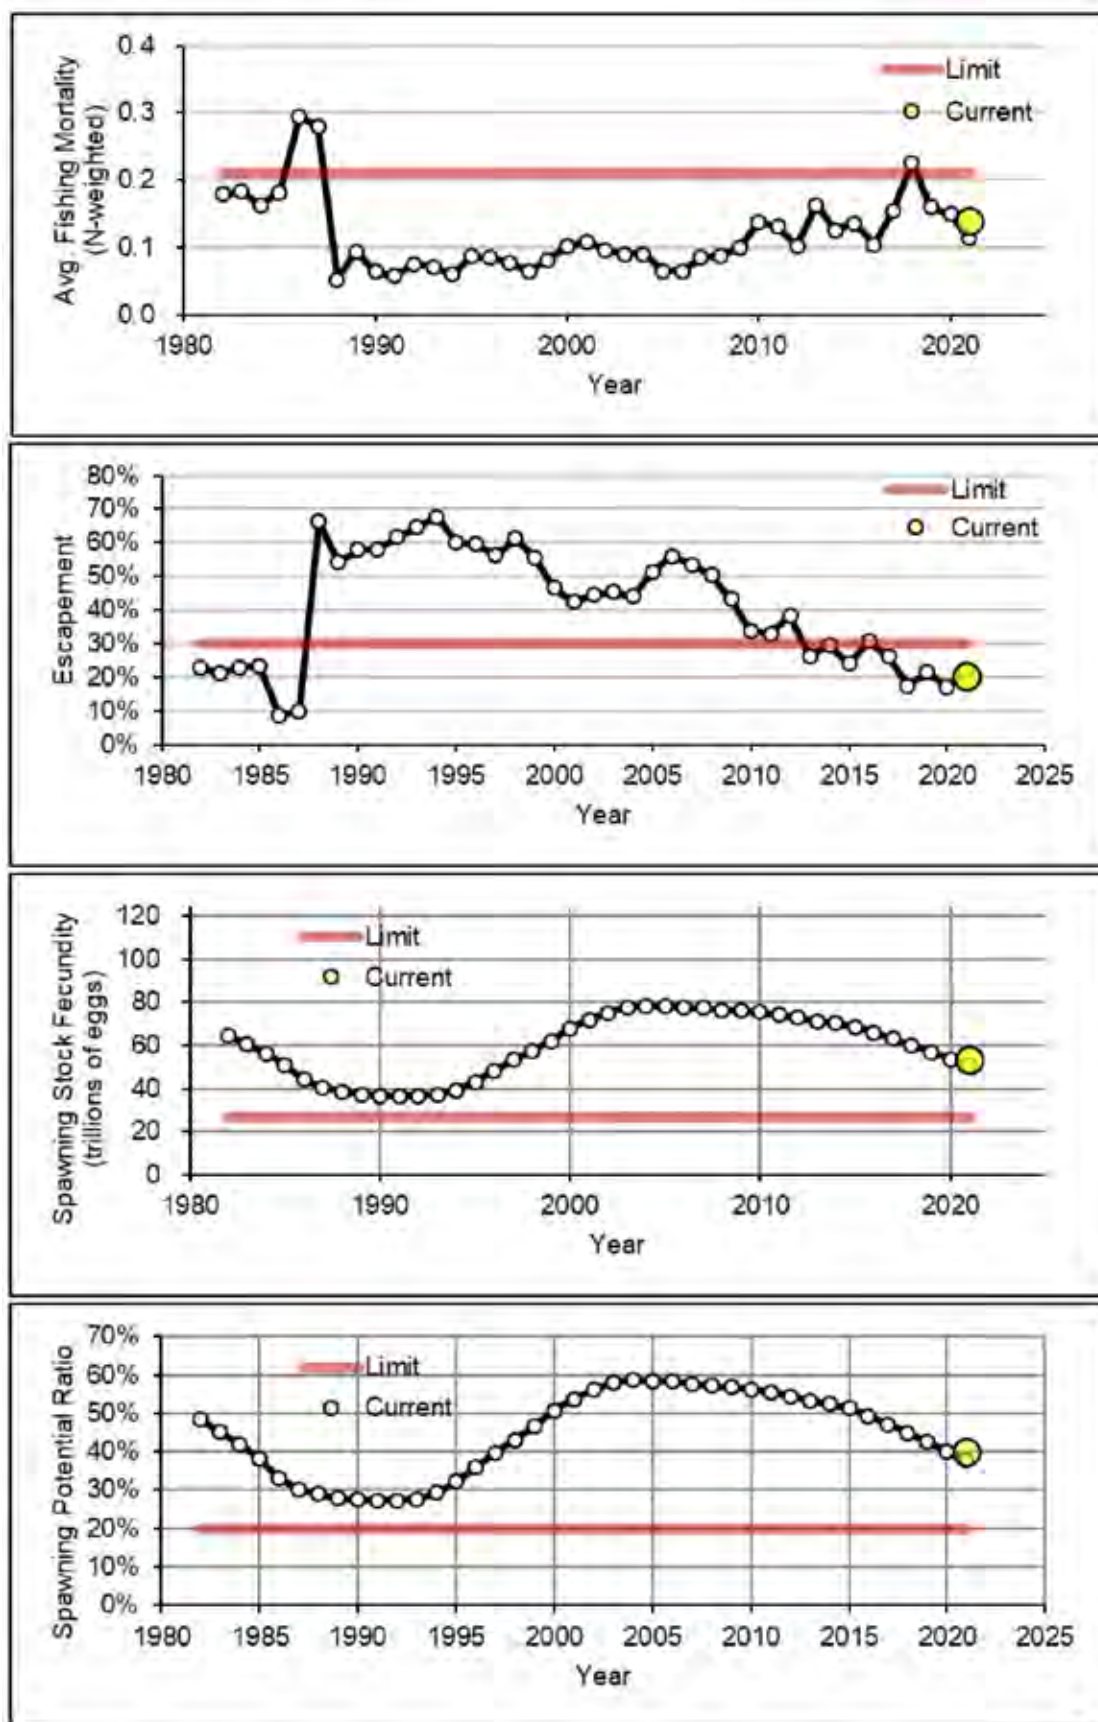 Avg. Fishing Mortality
(N-weighted)
0.4
0.3
0.2
0.1
0.0
Limit
Current
1980 1990 2000 2010 2020
Year
Escapement
80%
70%
60%
50%
40%
30%
20%
10%
0%
Limit
Current
1980 1985 1990 1995 2000 2005 2010 2015 2020 2025
Year
Spawning Stock Fecundity
(trillions of eggs)
120
100
80
60
40
20
0
Limit
Current
1980 1990 2000 2010 2020
Year
Spawning Potential Ratio
70%
60%
50%
40%
30%
20%
10%
0%
Limit
Current
1980 1985 1990 1995 2000 2005 2010 2015 2020 2025
Year